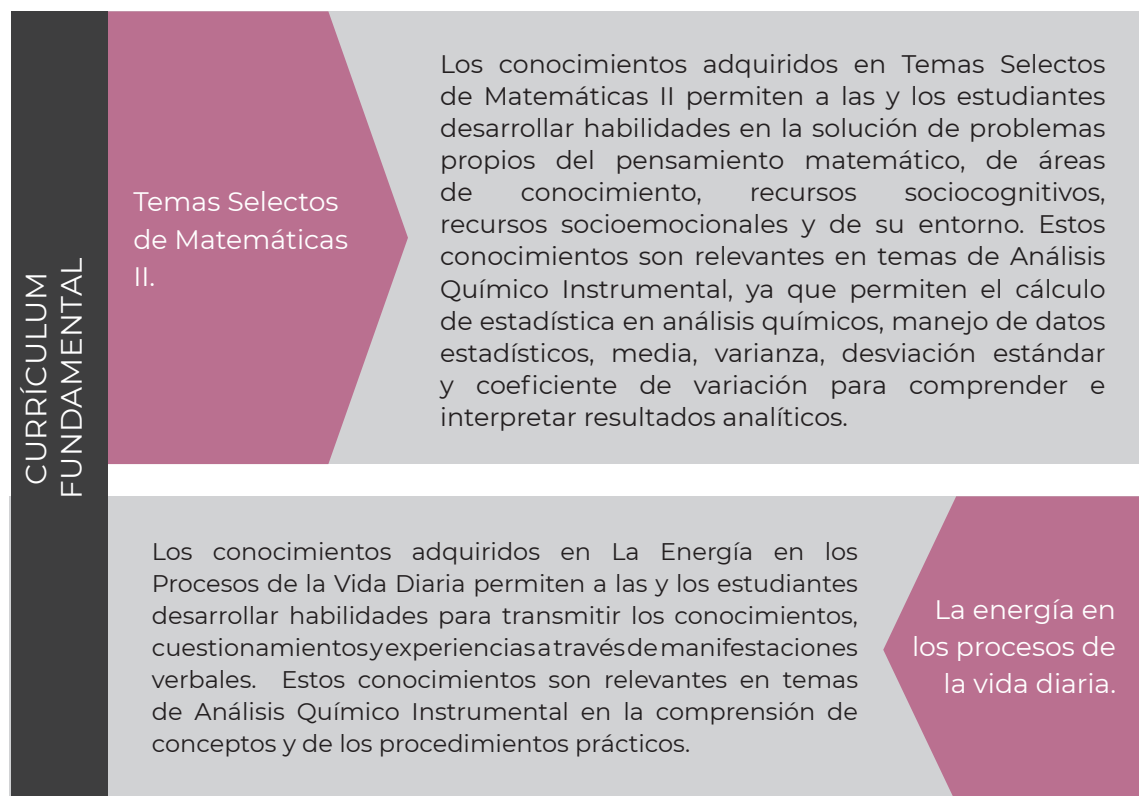 CURRÍCULUM
FUNDAMENTAL
Temas Selectos
de Matemáticas
II.
Los conocimientos adquiridos en Temas Selectos
de Matemáticas II permiten a las y los estudiantes
desarrollar habilidades en la solución de problemas
propios del pensamiento matemático, de áreas
de conocimiento, recursos sociocognitivos,
recursos socioemocionales y de su entorno. Estos
conocimientos son relevantes en temas de Análisis
Químico Instrumental, ya que permiten el cálculo
de estadística en análisis químicos, manejo de datos
estadísticos, media, varianza, desviación estándar
y coeficiente de variación para comprender e
interpretar resultados analíticos.
Los conocimientos adquiridos en La Energía en los
Procesos de la Vida Diaria permiten a las y los estudiantes
desarrollar habilidades para transmitir los conocimientos,
cuestionamientos y experiencias a través de manifestaciones
verbales. Estos conocimientos son relevantes en temas
de Análisis Químico Instrumental en la comprensión de
conceptos y de los procedimientos prácticos.
La energía en
los procesos de
la vida diaria.